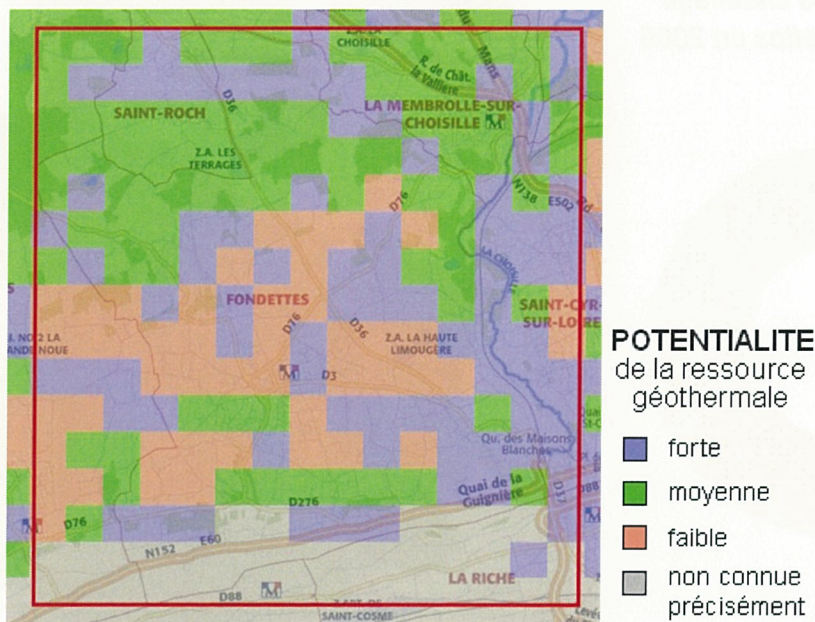 Z.A. LA
CHOISILLE
du Mans
R. de Chât.
la Vallière
D36
SAINT-ROCH
LA MEMBROLLE-SUR-
CHOISILLE
Z.A. LES
TERRAGES
D76
N138
E502
LA CHOISILLE
FONDETTES
SAINT-CYR-
SUR-LOIRE
D76
D36
Z.A. LA HAUTE
LIMOUGÈRE
D3
Qu. des Maisons
Blanches
Quai de la
Guignière
D37
D88
D276
D76
N152
E60
LA RICHE
D88
SAINT-COSME
POTENTIALITE
de la ressource
géothermale
forte
moyenne
faible
non connue
précisément